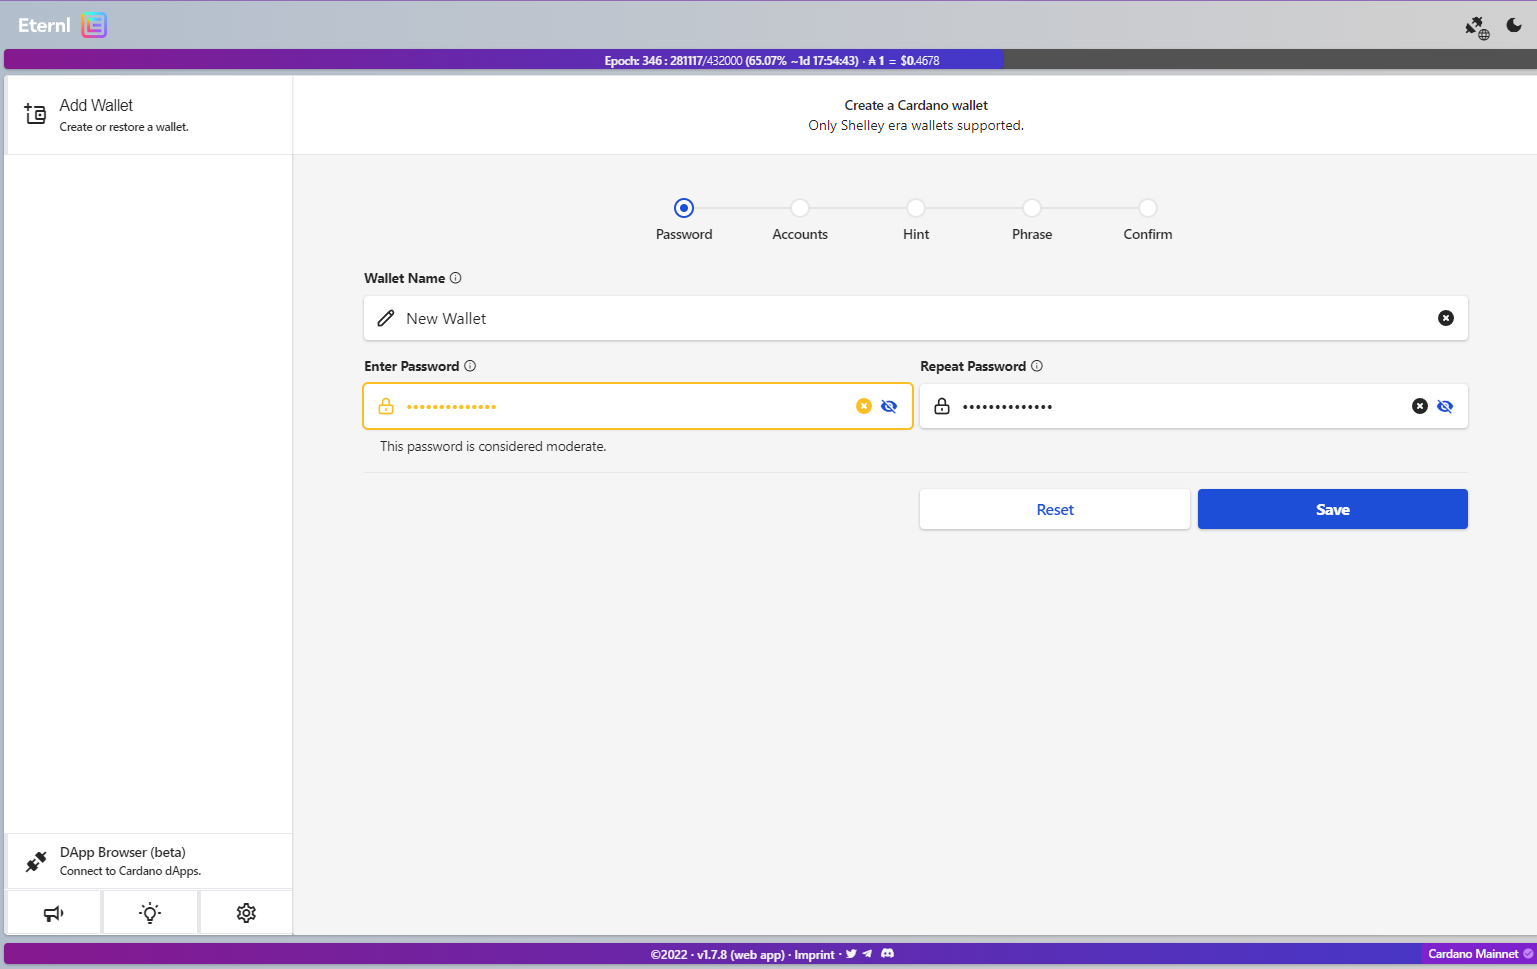 Eternl
Epoch: 346 : 281117/432000 (65.07% ~1d 17:54:43) · ₳ 1 = $0.4678
Add Wallet
Create or restore a wallet.
Create a Cardano wallet
Only Shelley era wallets supported.
Password
Accounts
Hint
Phrase
Confirm
Wallet Name
New Wallet
Enter Password
Repeat Password
••••••••••••••
••••••••••••••
This password is considered moderate.
Reset
Save
DApp Browser (beta)
Connect to Cardano dApps.
©2022 · v1.7.8 (web app) · Imprint ·
Cardano Mainnet